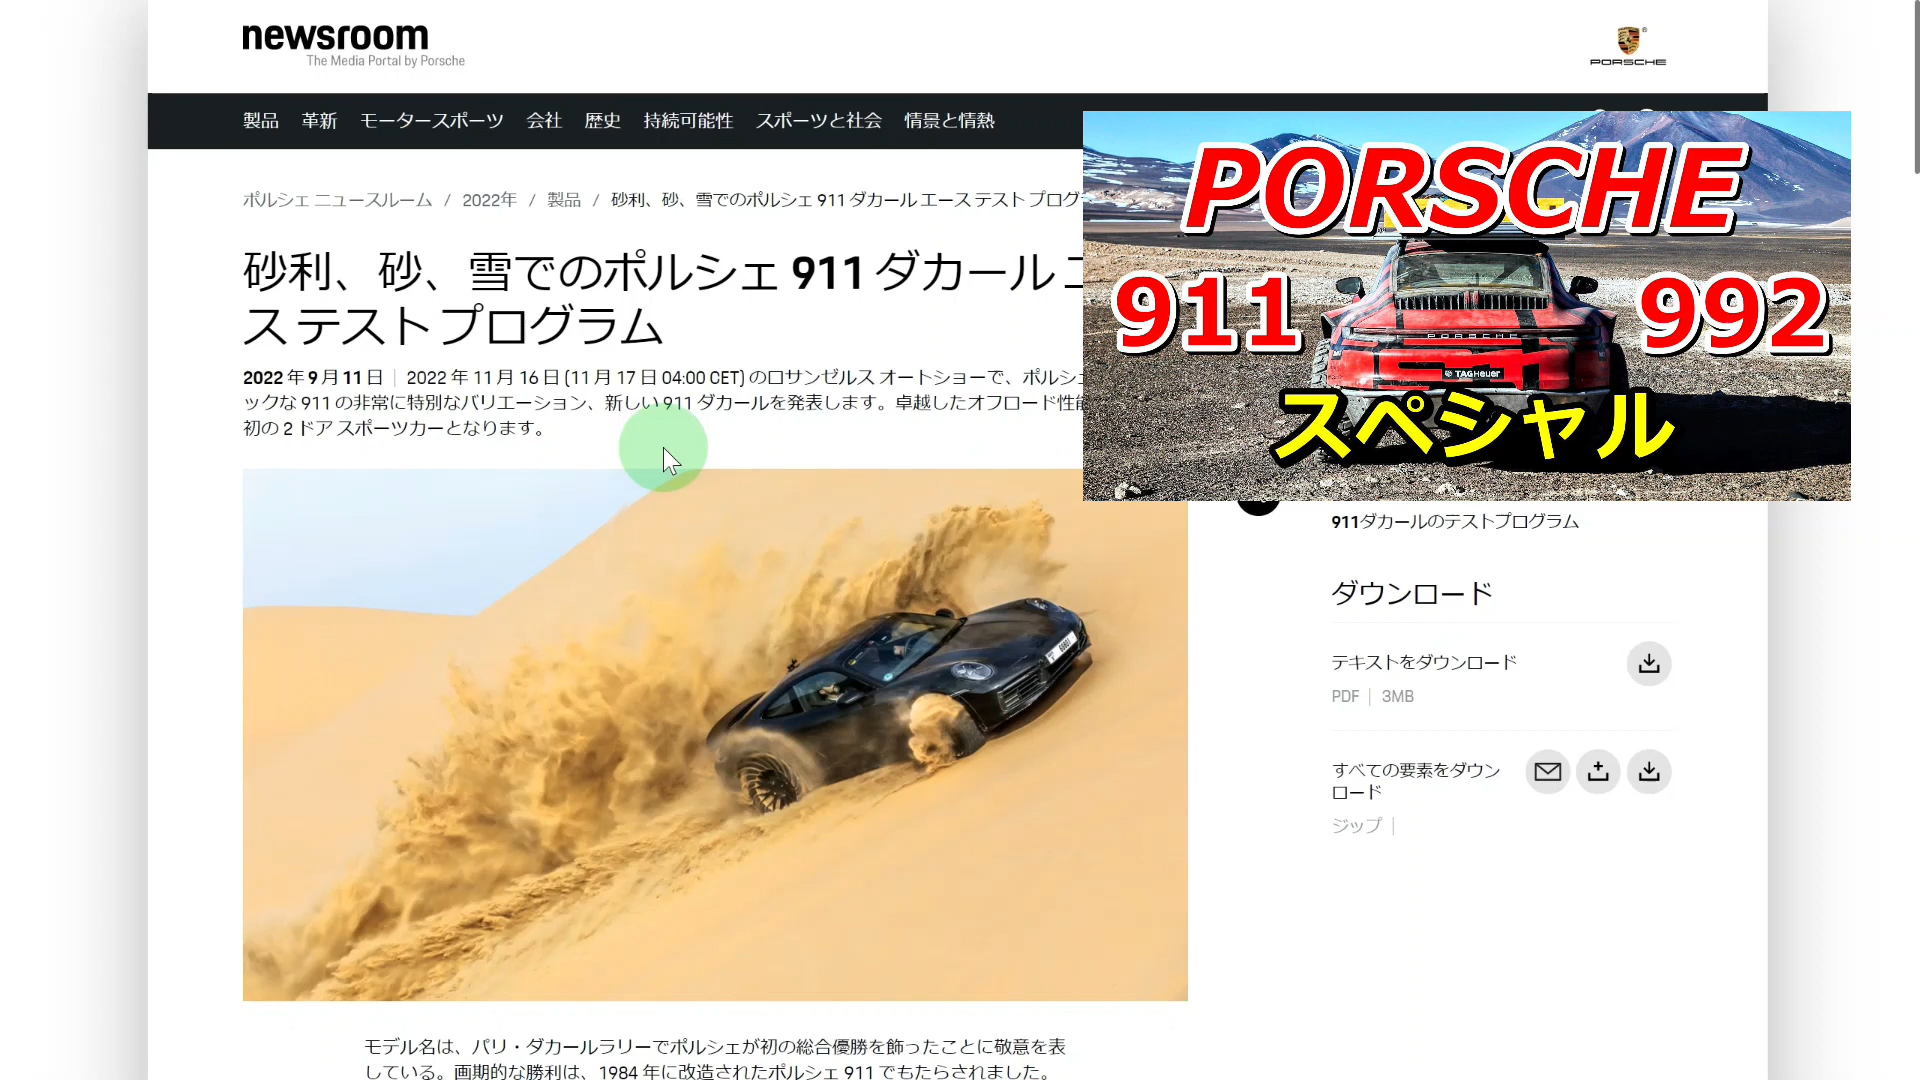 newsroom
The Media Portal by Porsche
PORSCHE
製品 革新 モータースポーツ 会社 歴史 持続可能性 スポーツと社会 情景と情熱
ポルシェ ニュースルーム / 2022年 / 製品 / 砂利、砂、雪でのポルシェ 911 ダカール エース テスト プログ
砂利、砂、雪でのポルシェ 911 ダカール エ
ス テスト プログラム
2022 年 9 月 11 日 | 2022 年 11 月 16 日 (11 月 17 日 04:00 CET) のロサンゼルス オートショーで、ポルシェ
ックな 911 の非常に特別なバリエーション、新しい 911 ダカールを発表します。卓越したオフロード性能
初の 2 ドア スポーツカーとなります。
PORSCHE
911 992
PORSCHE
TAGHeuer
スペシャル
911ダカールのテストプログラム
ダウンロード
テキストをダウンロード
PDF | 3MB
すべての要素をダウン
ロード
ジップ |
モデル名は、パリ・ダカールラリーでポルシェが初の総合優勝を飾ったことに敬意を表
している。画期的な勝利は、1984 年に改造されたポルシェ 911 でもたらされました。